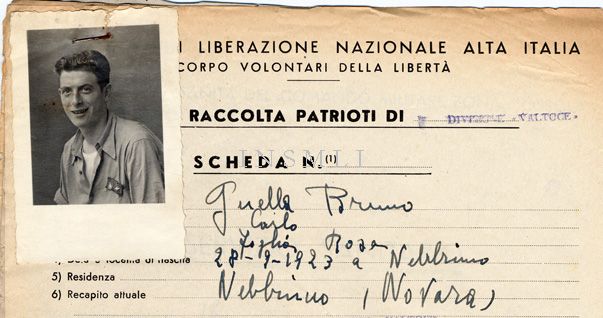 I LIBERAZIONE NAZIONALE ALTA ITALIA
CORPO VOLONTARI DELLA LIBERTÀ
RACCOLTA PATRIOTI DI DIVISIONE "VALTOCE"
INSMLI
SCHEDA N. (1)
Guella Bruno
Carlo
Rosa
28-9-1923 a Nebbiuno
5) Residenza
6) Recapito attuale Nebbiuno (Novara)